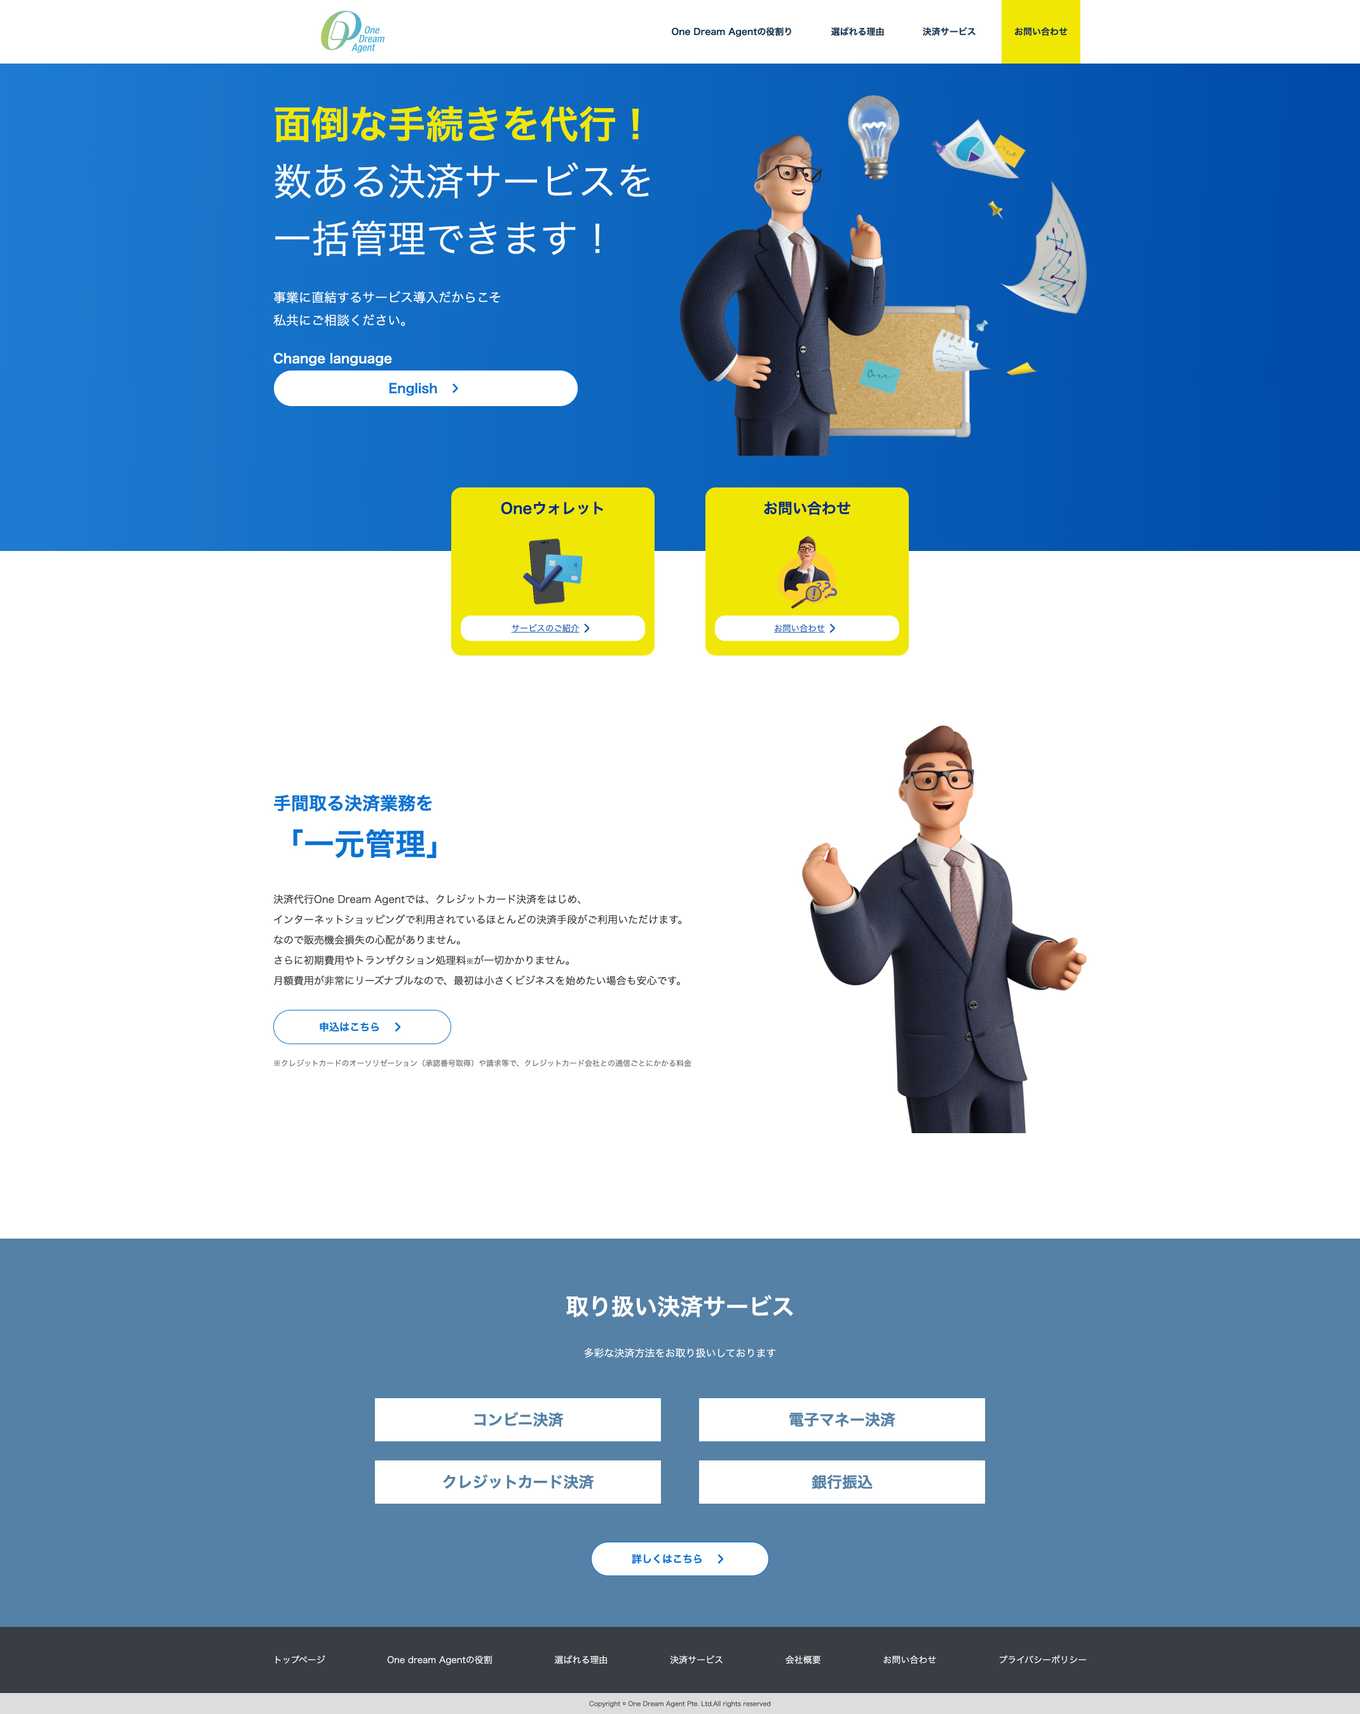 One
Dream
Agent
One Dream Agentの役割り
選ばれる理由
決済サービス
お問い合わせ
面倒な手続きを代行！
数ある決済サービスを
一括管理できます！
事業に直結するサービス導入だからこそ
私共にご相談ください。
Change language
English
Oneウォレット
サービスのご紹介
お問い合わせ
お問い合わせ
手間取る決済業務を
「一元管理」
決済代行One Dream Agentでは、クレジットカード決済をはじめ、
インターネットショッピングで利用されているほとんどの決済手段がご利用いただけます。
なので販売機会損失の心配がありません。
さらに初期費用やトランザクション処理料※が一切かかりません。
月額費用が非常にリーズナブルなので、最初は小さくビジネスを始めたい場合も安心です。
申込はこちら
※クレジットカードのオーソリゼーション（承認番号取得）や請求等で、クレジットカード会社との通信ごとにかかる料金
取り扱い決済サービス
多彩な決済方法をお取り扱いしております
コンビニ決済
電子マネー決済
クレジットカード決済
銀行振込
詳しくはこちら
トップページ
One dream Agentの役割
選ばれる理由
決済サービス
会社概要
お問い合わせ
プライバシーポリシー
Copyright © One Dream Agent Pte. Ltd.All rights reserved